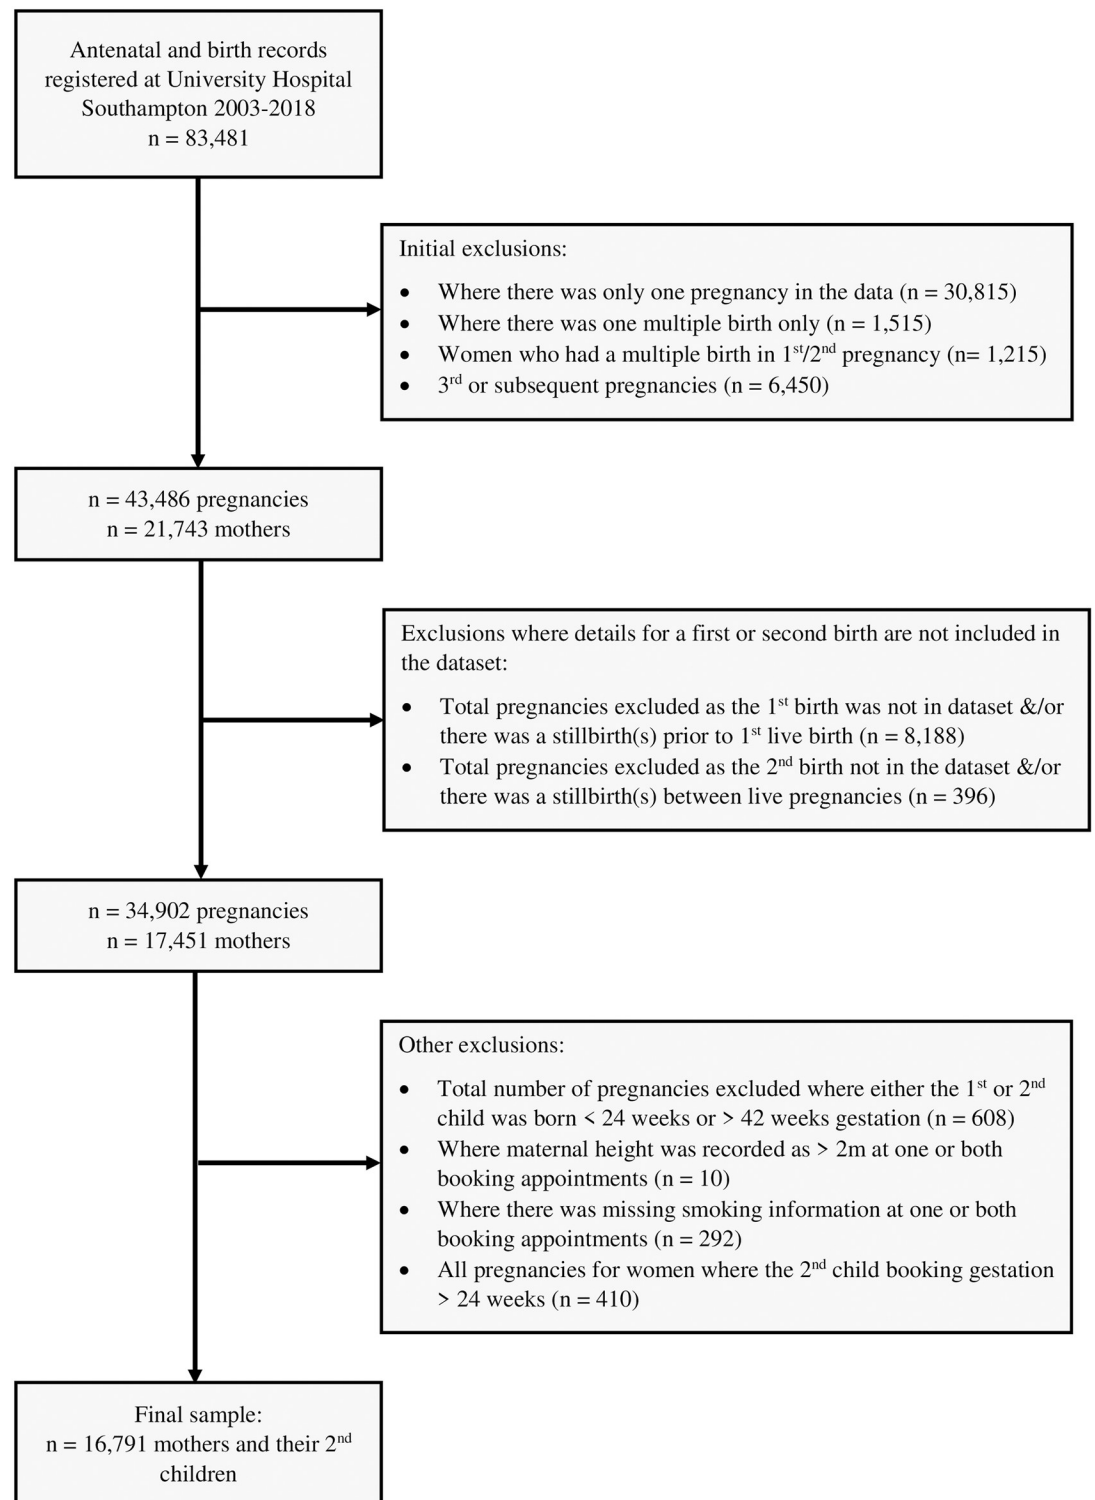 Antenatal and birth records
registered at University Hospital
Southampton 2003-2018
n = 83,481
Initial exclusions:
• Where there was only one pregnancy in the data (n = 30,815)
• Where there was one multiple birth only (n = 1,515)
• Women who had a multiple birth in 1st/2nd pregnancy (n= 1,215)
• 3rd or subsequent pregnancies (n = 6,450)
n = 43,486 pregnancies
n = 21,743 mothers
Exclusions where details for a first or second birth are not included in
the dataset:
• Total pregnancies excluded as the 1st birth was not in dataset &/or
there was a stillbirth(s) prior to 1st live birth (n = 8,188)
• Total pregnancies excluded as the 2nd birth not in the dataset &/or
there was a stillbirth(s) between live pregnancies (n = 396)
n = 34,902 pregnancies
n = 17,451 mothers
Other exclusions:
• Total number of pregnancies excluded where either the 1st or 2nd
child was born < 24 weeks or > 42 weeks gestation (n = 608)
• Where maternal height was recorded as > 2m at one or both
booking appointments (n = 10)
• Where there was missing smoking information at one or both
booking appointments (n = 292)
• All pregnancies for women where the 2nd child booking gestation
> 24 weeks (n = 410)
Final sample:
n = 16,791 mothers and their 2nd
children